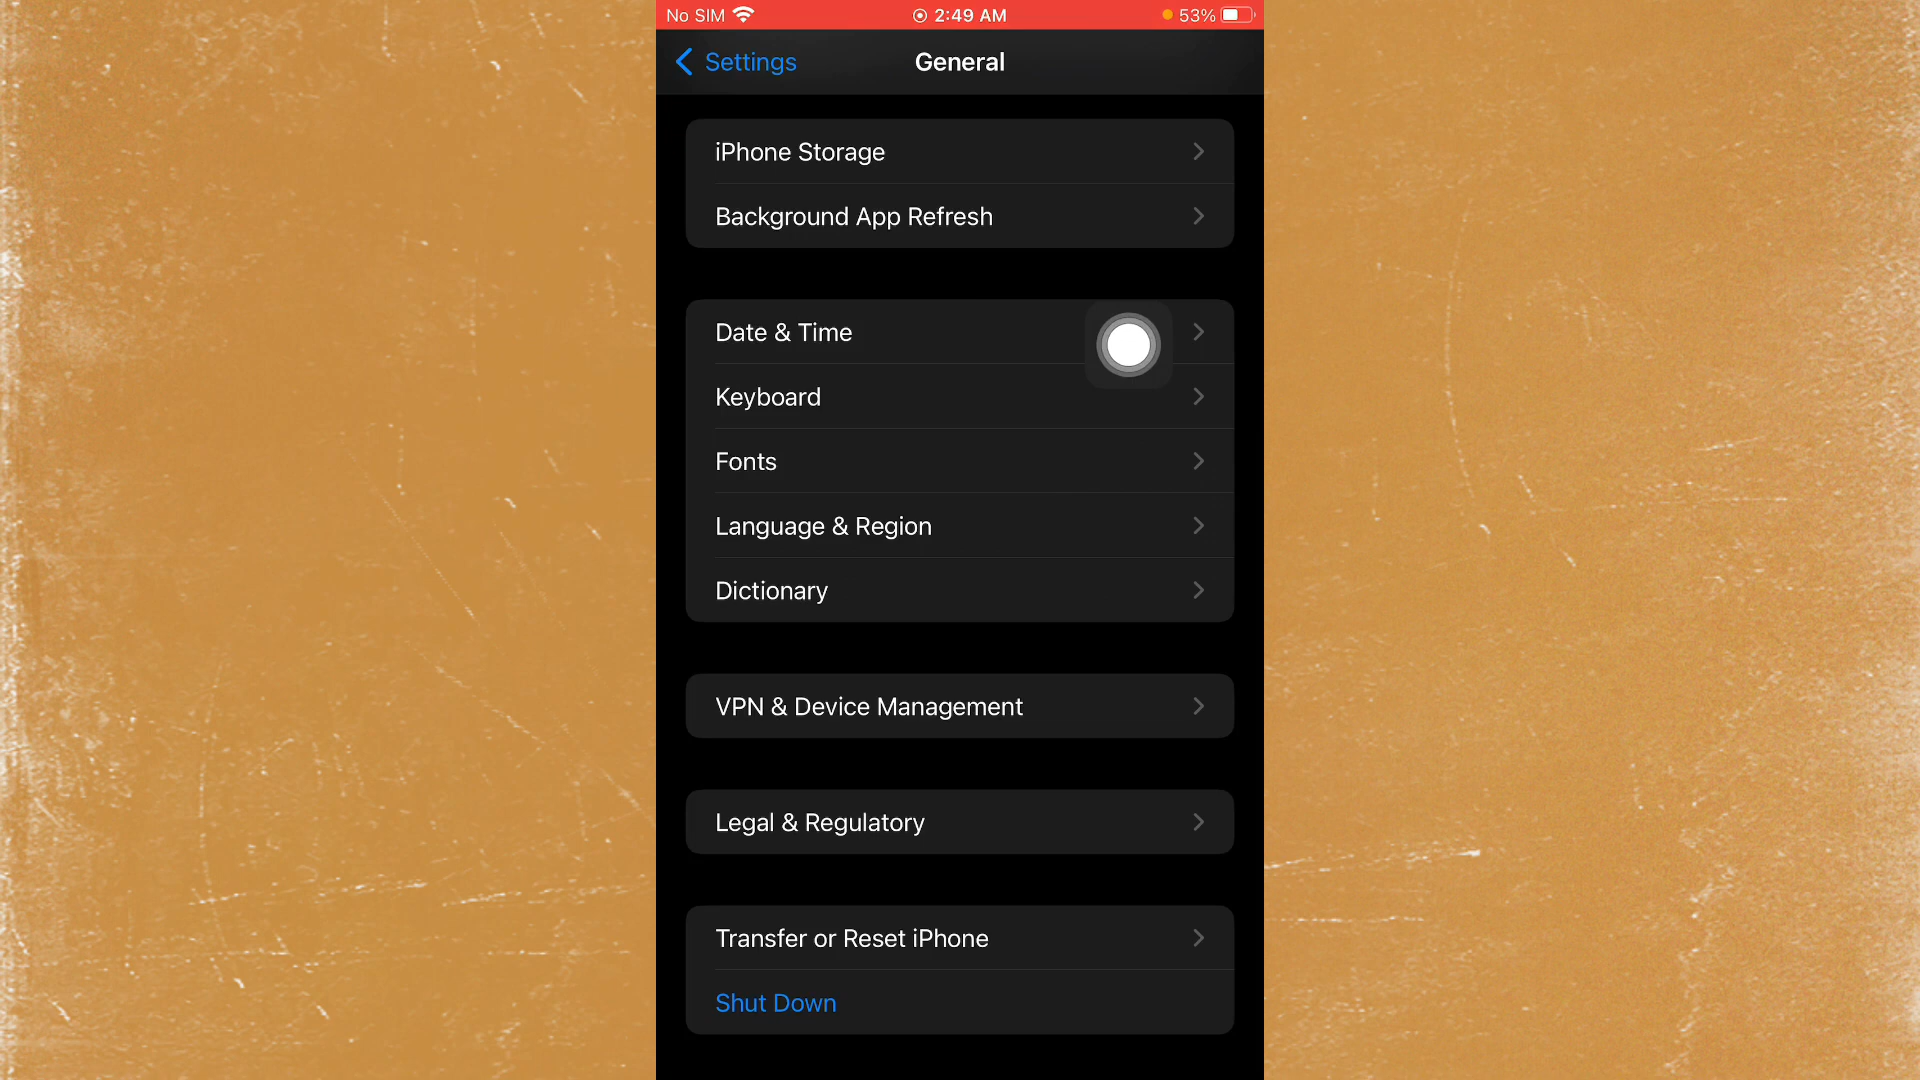 No SIM 2:49 AM 53%
Settings General
iPhone Storage
Background App Refresh
Date & Time
Keyboard
Fonts
Language & Region
Dictionary
VPN & Device Management
Legal & Regulatory
Transfer or Reset iPhone
Shut Down